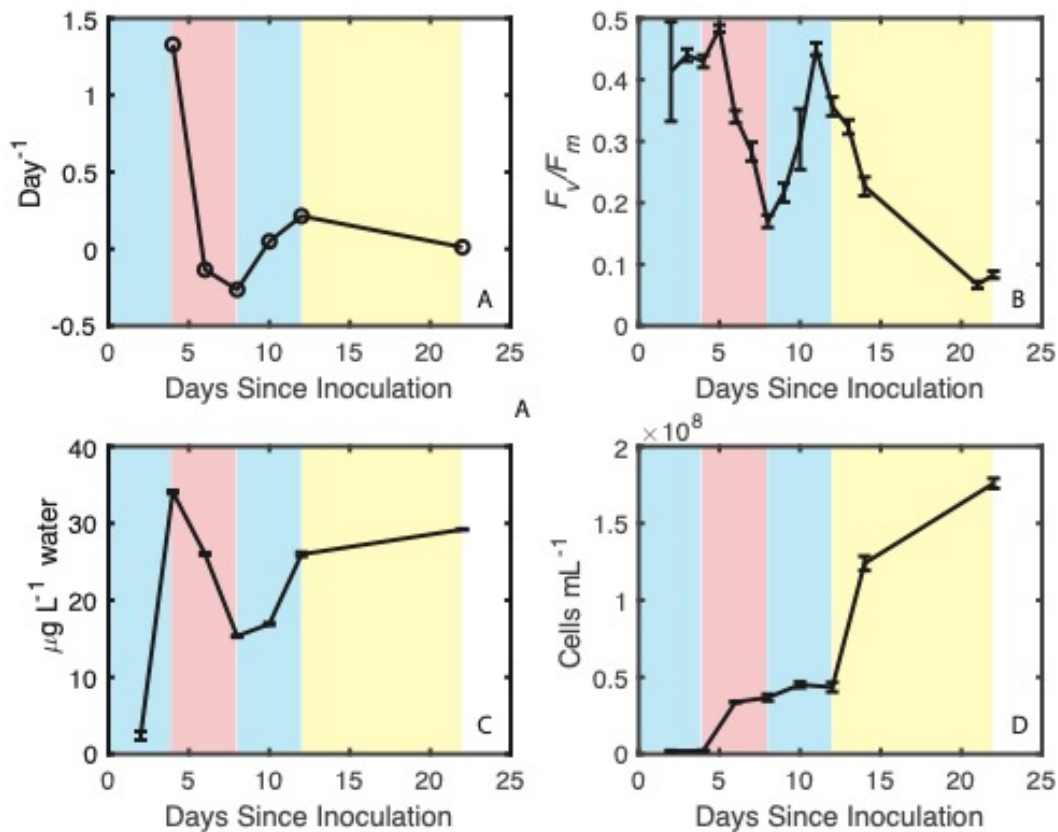 1.5
1
0.5
0
-0.5
Day⁻¹
0 5 10 15 20 25
Days Since Inoculation
A
0.5
0.4
0.3
0.2
0.1
0
Fᵥ/Fₘ
0 5 10 15 20 25
Days Since Inoculation
B
A
40
30
20
10
0
μg L⁻¹ water
0 5 10 15 20 25
Days Since Inoculation
C
×10⁸
2
1.5
1
0.5
0
Cells mL⁻¹
0 5 10 15 20 25
Days Since Inoculation
D